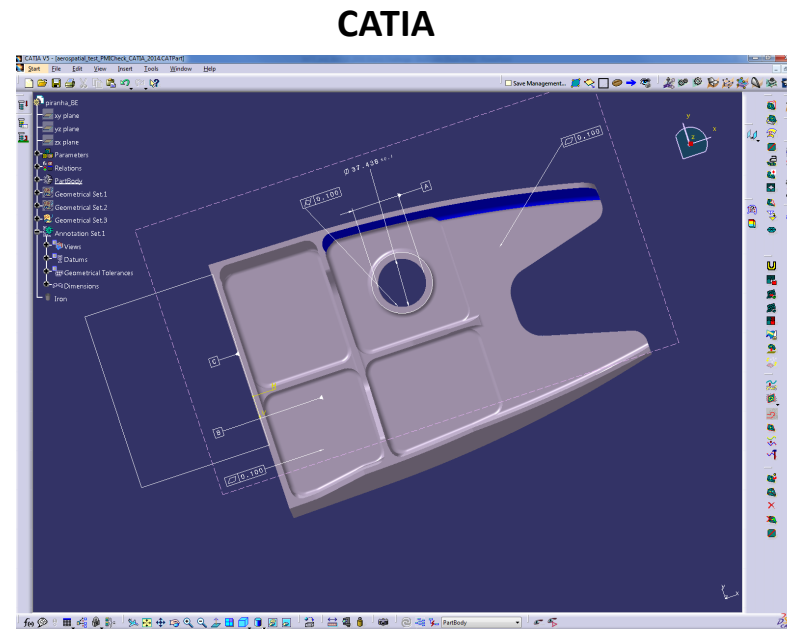 CATIA
CATIA V5 - [aerospatial_test_PMICheck_CATIA_2014.CATPart]
Start File Edit View Insert Tools Window Help
Save Management...
piranha_BE
xy plane
yz plane
zx plane
Parameters
Relations
PartBody
Geometrical Set.1
Geometrical Set.2
Geometrical Set.3
Annotation Set.1
Views
Datums
Geometrical Tolerances
Dimensions
Iron
y
x
z
0.100
Ø 37.438
0.100
A
C
B
0.100
y
x
PartBody